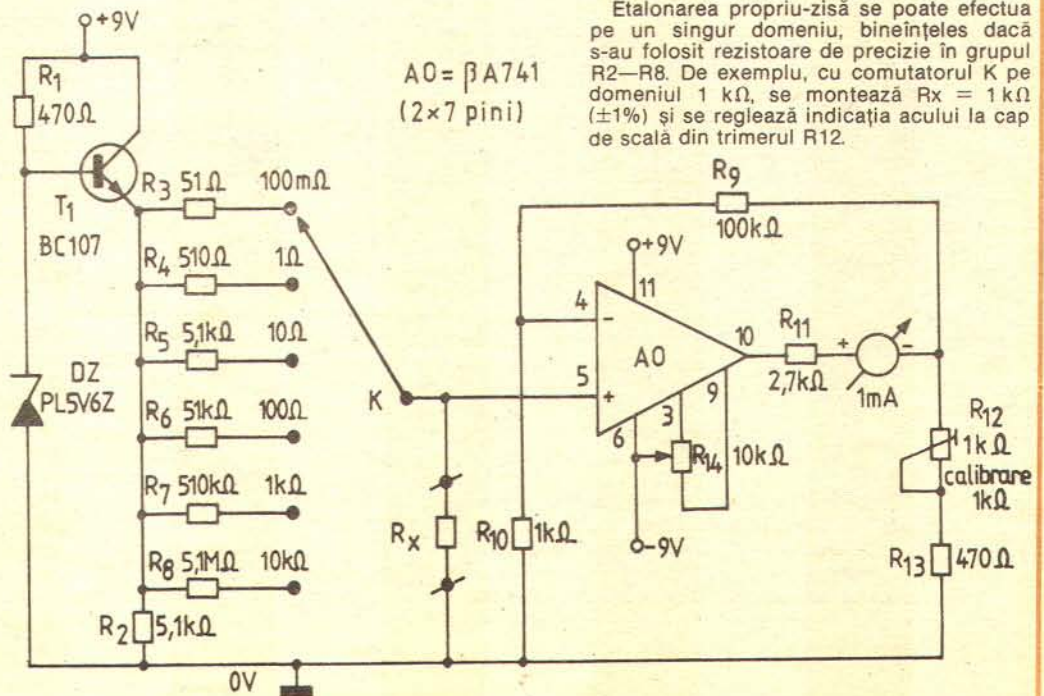 Etalonarea propriu-zisă se poate efectua
pe un singur domeniu, bineînțeles dacă
s-au folosit rezistoare de precizie în grupul
R2—R8. De exemplu, cu comutatorul K pe
domeniul 1 kΩ, se montează Rx = 1 kΩ
(±1%) și se reglează indicația acului la cap
de scală din trimerul R12.
+9V
R1
470Ω
AO = βA741
(2×7 pini)
T1
BC107
R3 51Ω 100mΩ
R4 510Ω 1Ω
R5 5,1kΩ 10Ω
R6 51kΩ 100Ω
R7 510kΩ 1kΩ
R8 5,1MΩ 10kΩ
R2 5,1kΩ
DZ
PL5V6Z
0V
K
Rx
R9
100kΩ
+9V
11
4
-
5
+
AO
10
9
3
6
R14 10kΩ
-9V
R10 1kΩ
R11
2,7kΩ
+ -
1mA
R12
1kΩ
calibrare
1kΩ
R13 470Ω